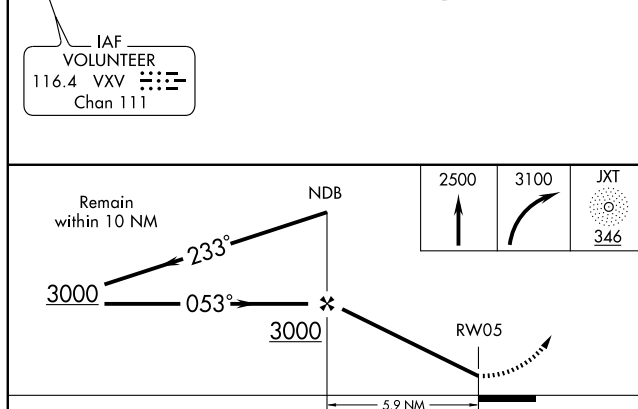 IAF
VOLUNTEER
116.4 VXV
Chan 111
Remain
within 10 NM
NDB
2500
3100
JXT
346
233°
3000
053°
3000
RW05
5.9 NM